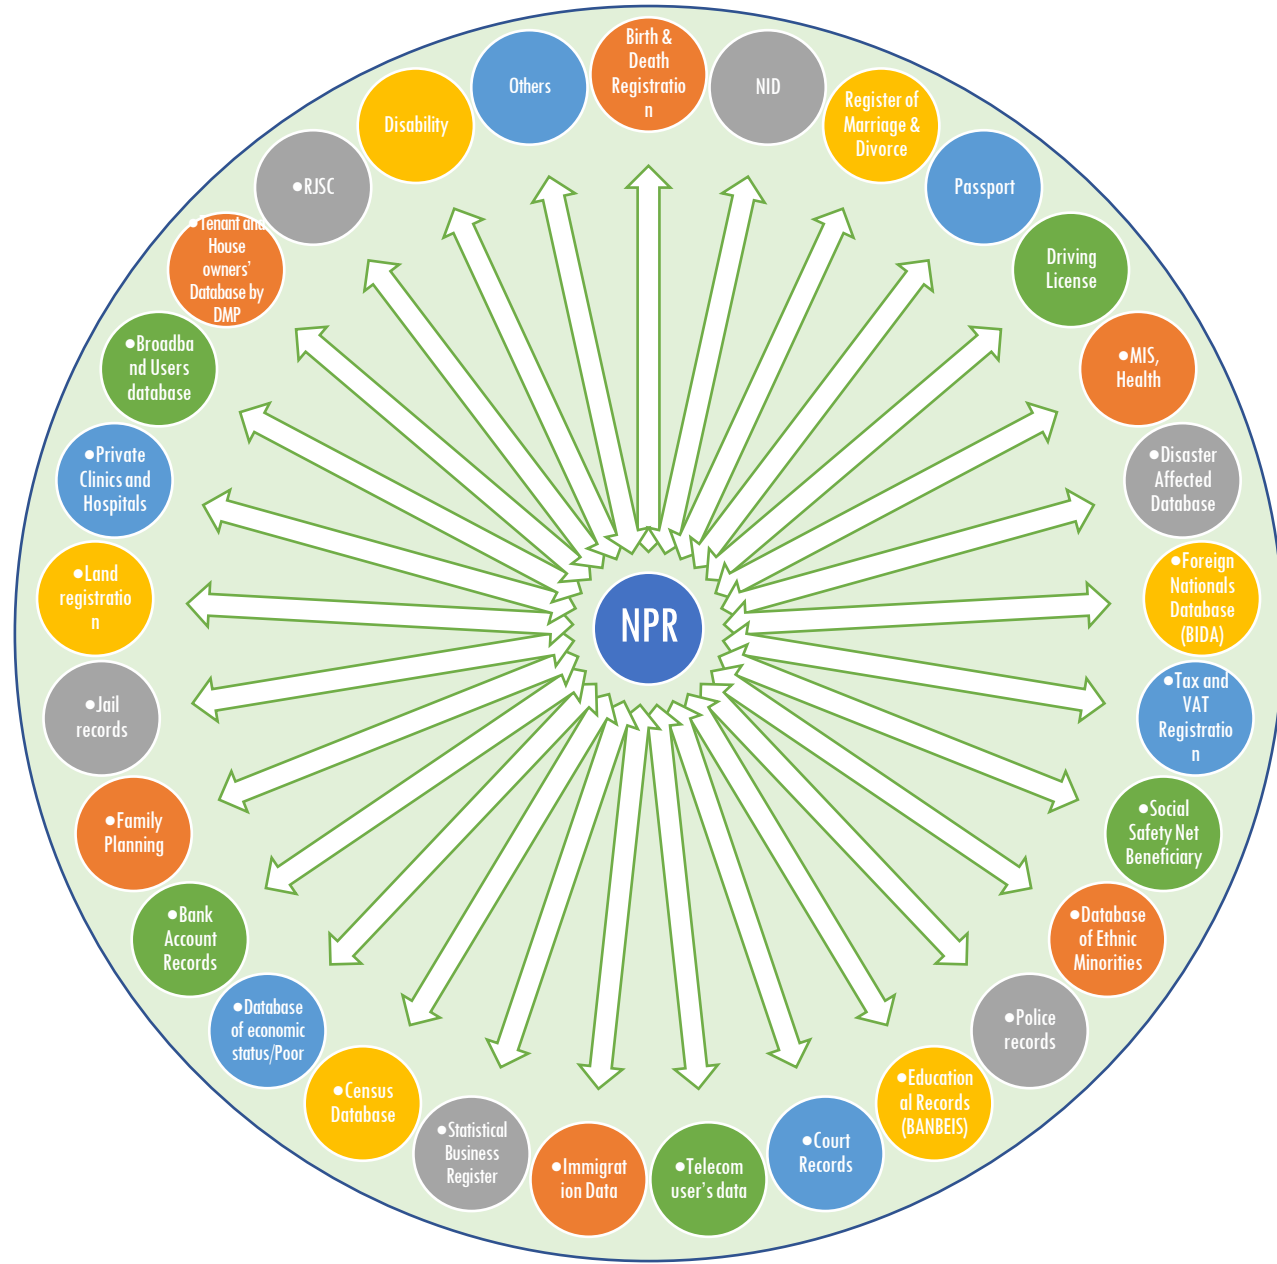 Birth &
Death
Registratio
n
NID
Register of
Marriage &
Divorce
Passport
Driving
License
•MIS,
Health
•Disaster
Affected
Database
•Foreign
Nationals
Database
(BIDA)
•Tax and
VAT
Registratio
n
•Social
Safety Net
Beneficiary
•Database
of Ethnic
Minorities
•Police
records
•Education
al Records
(BANBEIS)
•Court
Records
•Telecom
user's data
•Immigrat
ion Data
•Statistical
Business
Register
•Census
Database
•Database
of economic
status/Poor
•Bank
Account
Records
•Family
Planning
•Jail
records
•Land
registratio
n
•Private
Clinics and
Hospitals
•Broadba
nd Users
database
•Tenant and
House
owners'
Database by
DMP
•RJSC
Disability
Others
NPR